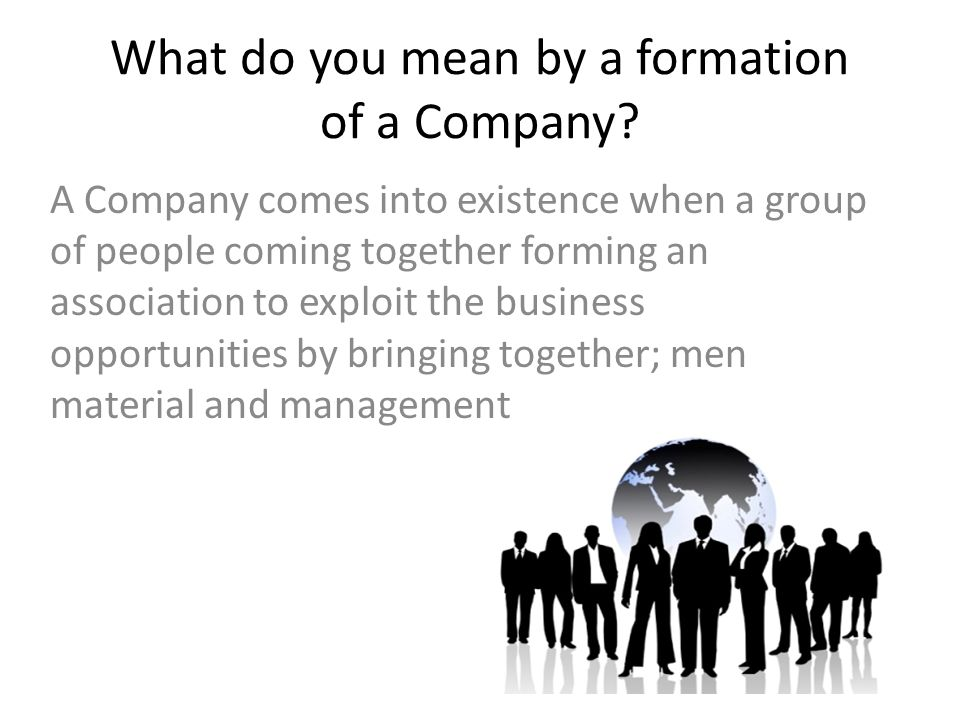 What do you mean by a formation
of a Company?
A Company comes into existence when a group
of people coming together forming an
association to exploit the business
opportunities by bringing together; men
material and management